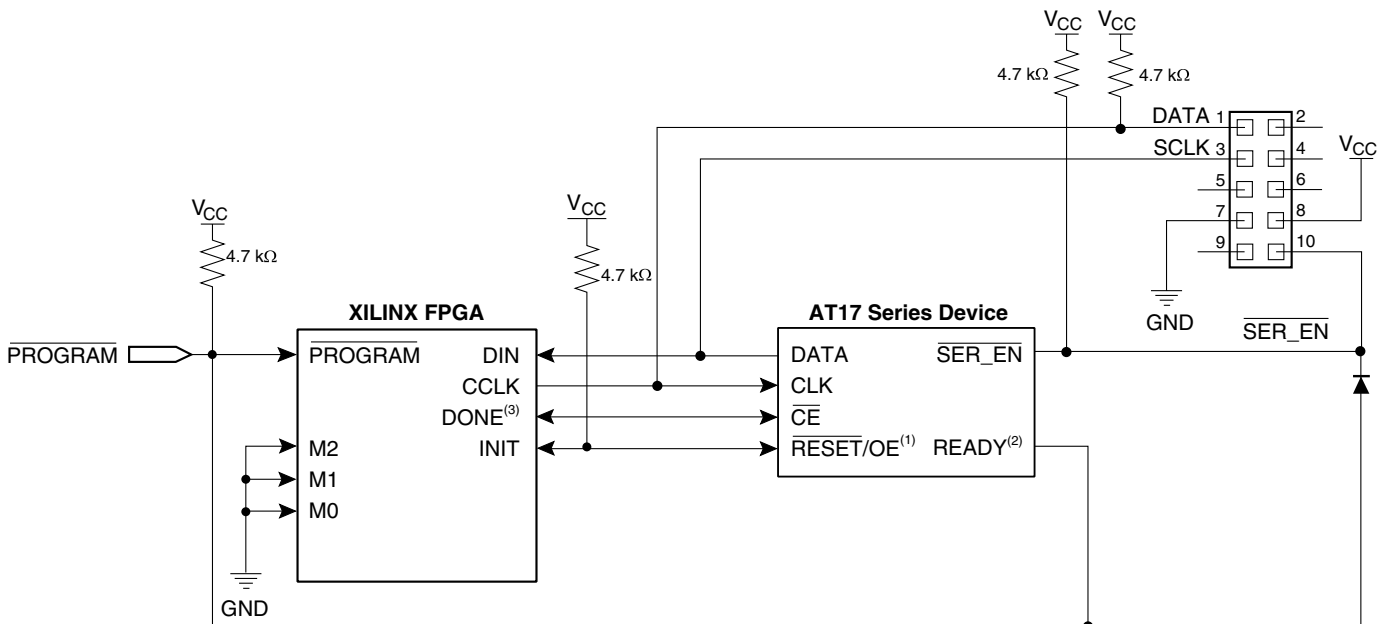 VCC VCC
4.7 kΩ 4.7 kΩ
DATA 1 2
SCLK 3 4
VCC
5 6
7 8
9 10
VCC
4.7 kΩ
VCC
4.7 kΩ
GND
XILINX FPGA
AT17 Series Device
SER_EN
PROGRAM
PROGRAM
DIN
CCLK
DONE(3)
INIT
M2
M1
M0
GND
DATA
CLK
CE
RESET/OE(1)
SER_EN
READY(2)